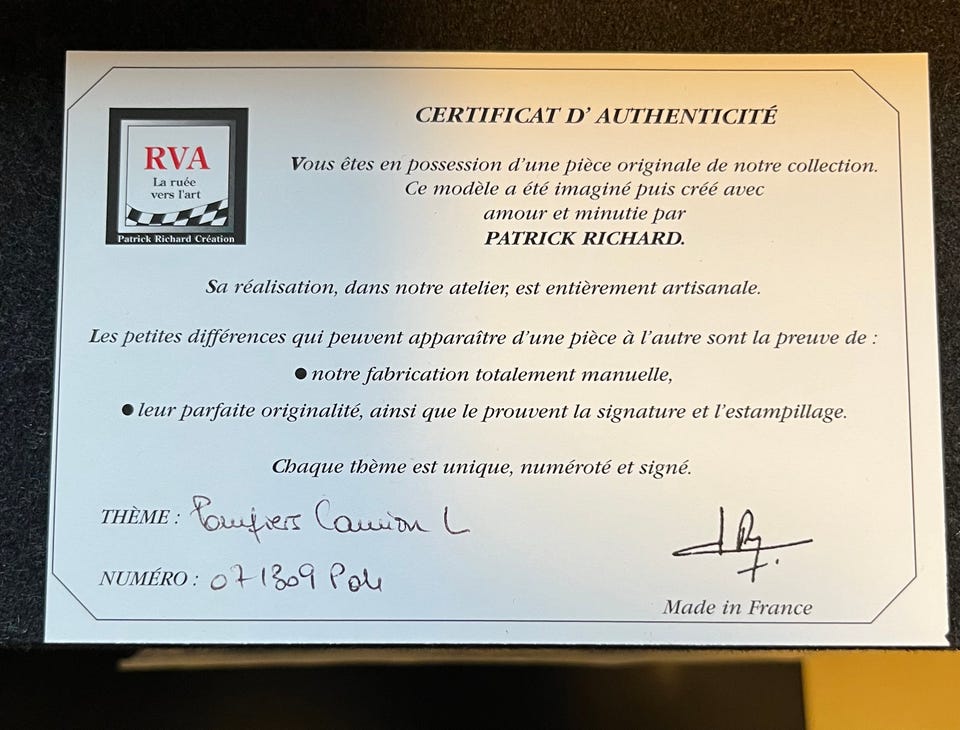 RVA
La ruée
vers l'art
Patrick Richard Création
CERTIFICAT D' AUTHENTICITÉ
Vous êtes en possession d'une pièce originale de notre collection.
Ce modèle a été imaginé puis créé avec
amour et minutie par
PATRICK RICHARD.
Sa réalisation, dans notre atelier, est entièrement artisanale.
Les petites différences qui peuvent apparaître d'une pièce à l'autre sont la preuve de :
● notre fabrication totalement manuelle,
● leur parfaite originalité, ainsi que le prouvent la signature et l'estampillage.
Chaque thème est unique, numéroté et signé.
THÈME : Pompiers Camion L
NUMÉRO : 071309
Made in France